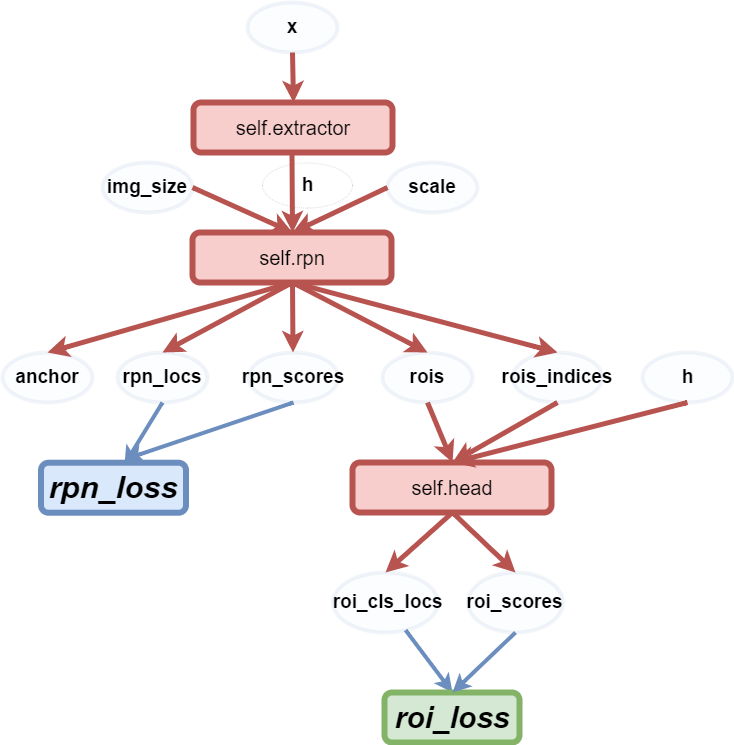 x
self.extractor
img_size
h
scale
self.rpn
anchor
rpn_locs
rpn_scores
rois
rois_indices
h
rpn_loss
self.head
roi_cls_locs
roi_scores
roi_loss